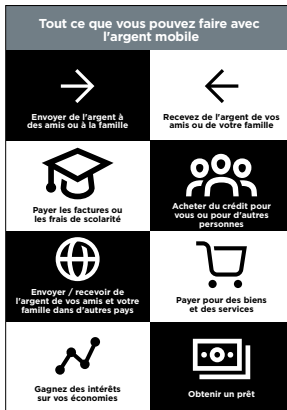 Tout ce que vous pouvez faire avec
l'argent mobile
Envoyer de l'argent à
des amis ou à la famille
Recevez de l'argent de vos
amis ou de votre famille
Payer les factures ou
les frais de scolarité
Acheter du crédit pour
vous ou pour d'autres
personnes
Envoyer / recevoir de
l'argent de vos amis et votre
famille dans d'autres pays
Payer pour des biens
et des services
Gagnez des intérêts
sur vos économies
Obtenir un prêt